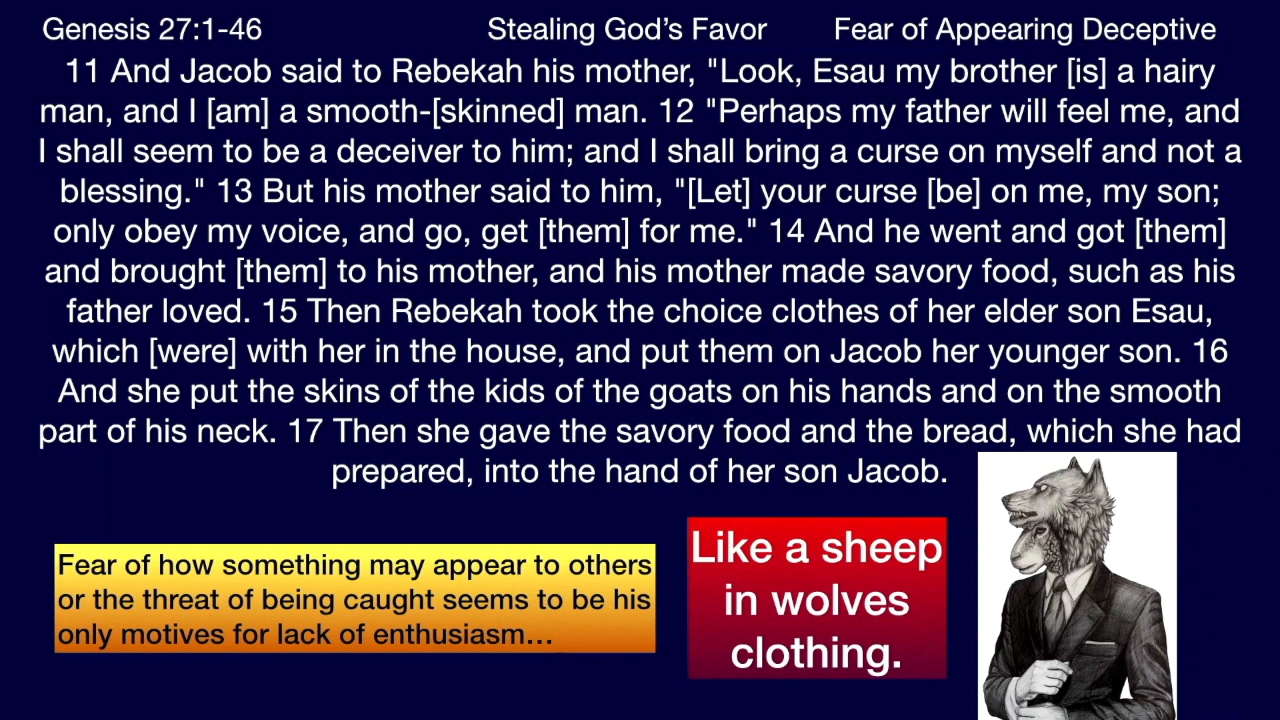 Genesis 27:1-46 Stealing God’s Favor Fear of Appearing Deceptive
11 And Jacob said to Rebekah his mother, "Look, Esau my brother [is] a hairy
man, and I [am] a smooth-[skinned] man. 12 "Perhaps my father will feel me, and
I shall seem to be a deceiver to him; and I shall bring a curse on myself and not a
blessing." 13 But his mother said to him, "[Let] your curse [be] on me, my son;
only obey my voice, and go, get [them] for me." 14 And he went and got [them]
and brought [them] to his mother, and his mother made savory food, such as his
father loved. 15 Then Rebekah took the choice clothes of her elder son Esau,
which [were] with her in the house, and put them on Jacob her younger son. 16
And she put the skins of the kids of the goats on his hands and on the smooth
part of his neck. 17 Then she gave the savory food and the bread, which she had
prepared, into the hand of her son Jacob.
Fear of how something may appear to others
or the threat of being caught seems to be his
only motives for lack of enthusiasm…
Like a sheep
in wolves
clothing.